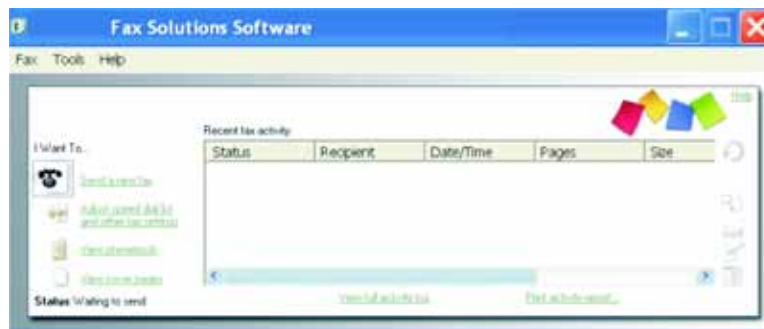 Fax Solutions Software
Fax Tools Help
Help
Recent fax activity
I Want To...
Status Recipient Date/Time Pages Size
Send a new fax
Adjust speed dial list
and other fax settings
View phonebook
View cover pages
View full activity log
Print activity report...
Status Waiting to send